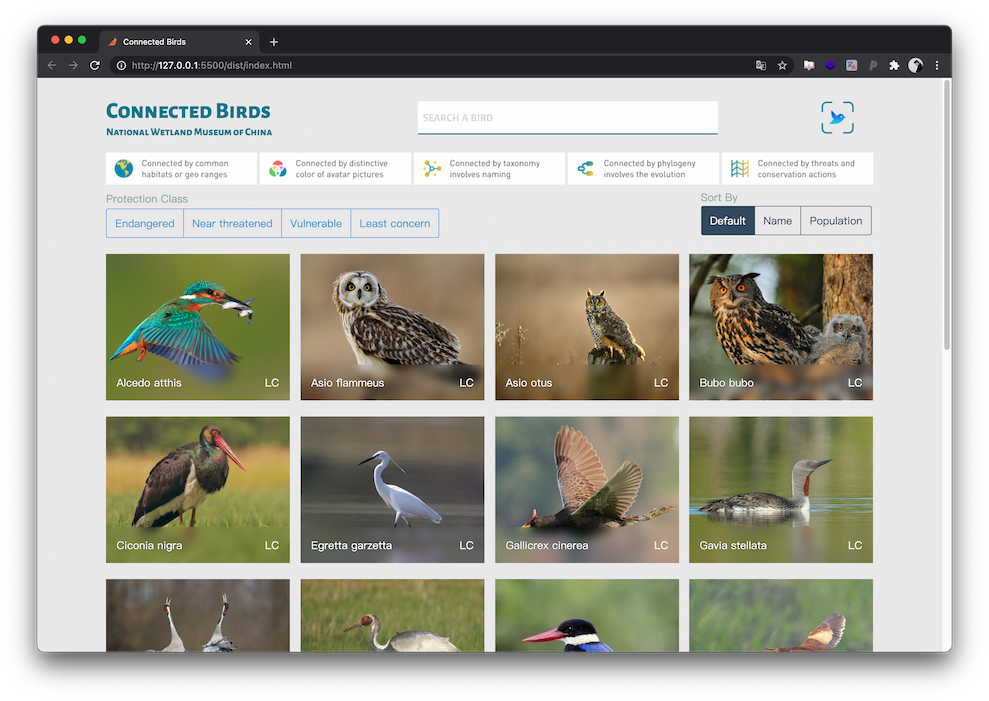 Connected Birds
http://127.0.0.1:5500/dist/index.html
Connected Birds
National Wetland Museum of China
SEARCH A BIRD
Connected by common
habitats or geo ranges
Connected by distinctive
color of avatar pictures
Connected by taxonomy
involves naming
Connected by phylogeny
involves the evolution
Connected by threats and
conservation actions
Protection Class
Sort By
Endangered Near threatened Vulnerable Least concern
Default Name Population
Alcedo atthis LC
Asio flammeus LC
Asio otus LC
Bubo bubo LC
Ciconia nigra LC
Egretta garzetta LC
Gallicrex cinerea LC
Gavia stellata LC